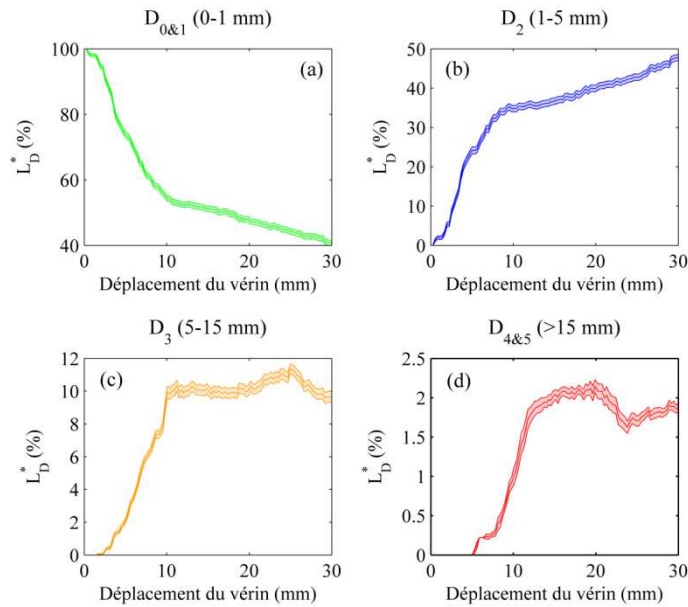 D0&1 (0-1 mm)
D2 (1-5 mm)
100
80
60
40
L*D (%)
(a)
0
10
20
30
Déplacement du vérin (mm)
50
40
30
20
10
0
L*D (%)
(b)
0
10
20
30
Déplacement du vérin (mm)
D3 (5-15 mm)
D4&5 (>15 mm)
12
10
8
6
4
2
0
L*D (%)
(c)
0
10
20
30
Déplacement du vérin (mm)
2.5
2
1.5
1
0.5
0
L*D (%)
(d)
0
10
20
30
Déplacement du vérin (mm)